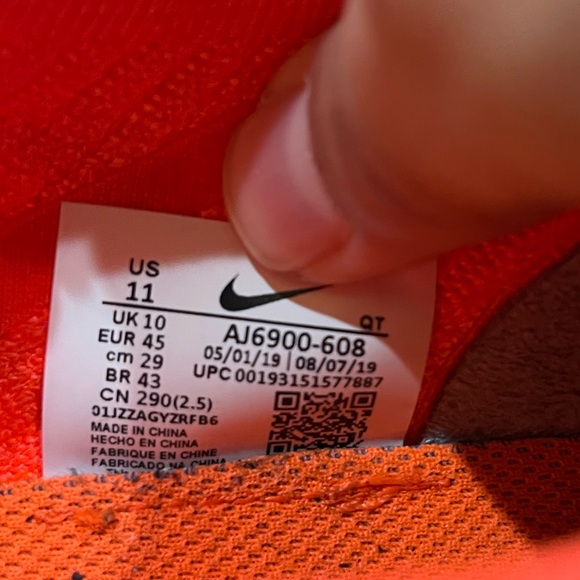 US
11
QT
UK 10
EUR 45
cm 29
BR 43
CN 290(2.5)
01JZZAGYZRFB6
MADE IN CHINA
HECHO EN CHINA
FABRIQUE EN CHINE
FABRICADO NA CHINA
AJ6900-608
05/01/19 | 08/07/19
UPC 00193151577887